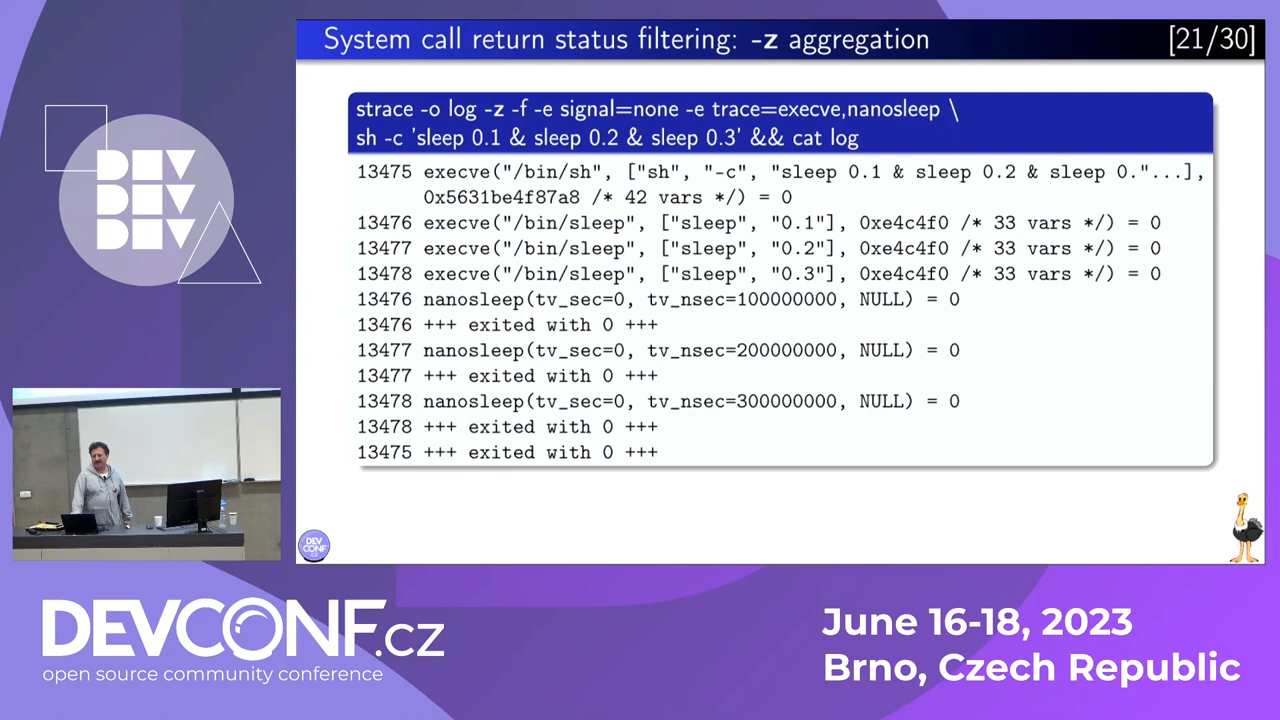 System call return status filtering: -z aggregation [21/30]
strace -o log -z -f -e signal=none -e trace=execve,nanosleep \
sh -c 'sleep 0.1 & sleep 0.2 & sleep 0.3' && cat log
13475 execve("/bin/sh", ["sh", "-c", "sleep 0.1 & sleep 0.2 & sleep 0."...],
0x5631be4f87a8 /* 42 vars */) = 0
13476 execve("/bin/sleep", ["sleep", "0.1"], 0xe4c4f0 /* 33 vars */) = 0
13477 execve("/bin/sleep", ["sleep", "0.2"], 0xe4c4f0 /* 33 vars */) = 0
13478 execve("/bin/sleep", ["sleep", "0.3"], 0xe4c4f0 /* 33 vars */) = 0
13476 nanosleep(tv_sec=0, tv_nsec=100000000, NULL) = 0
13476 +++ exited with 0 +++
13477 nanosleep(tv_sec=0, tv_nsec=200000000, NULL) = 0
13477 +++ exited with 0 +++
13478 nanosleep(tv_sec=0, tv_nsec=300000000, NULL) = 0
13478 +++ exited with 0 +++
13475 +++ exited with 0 +++
DEV
DEV
DEV
DEV
CONF
CZ
DEVCONF.cz
open source community conference
June 16-18, 2023
Brno, Czech Republic